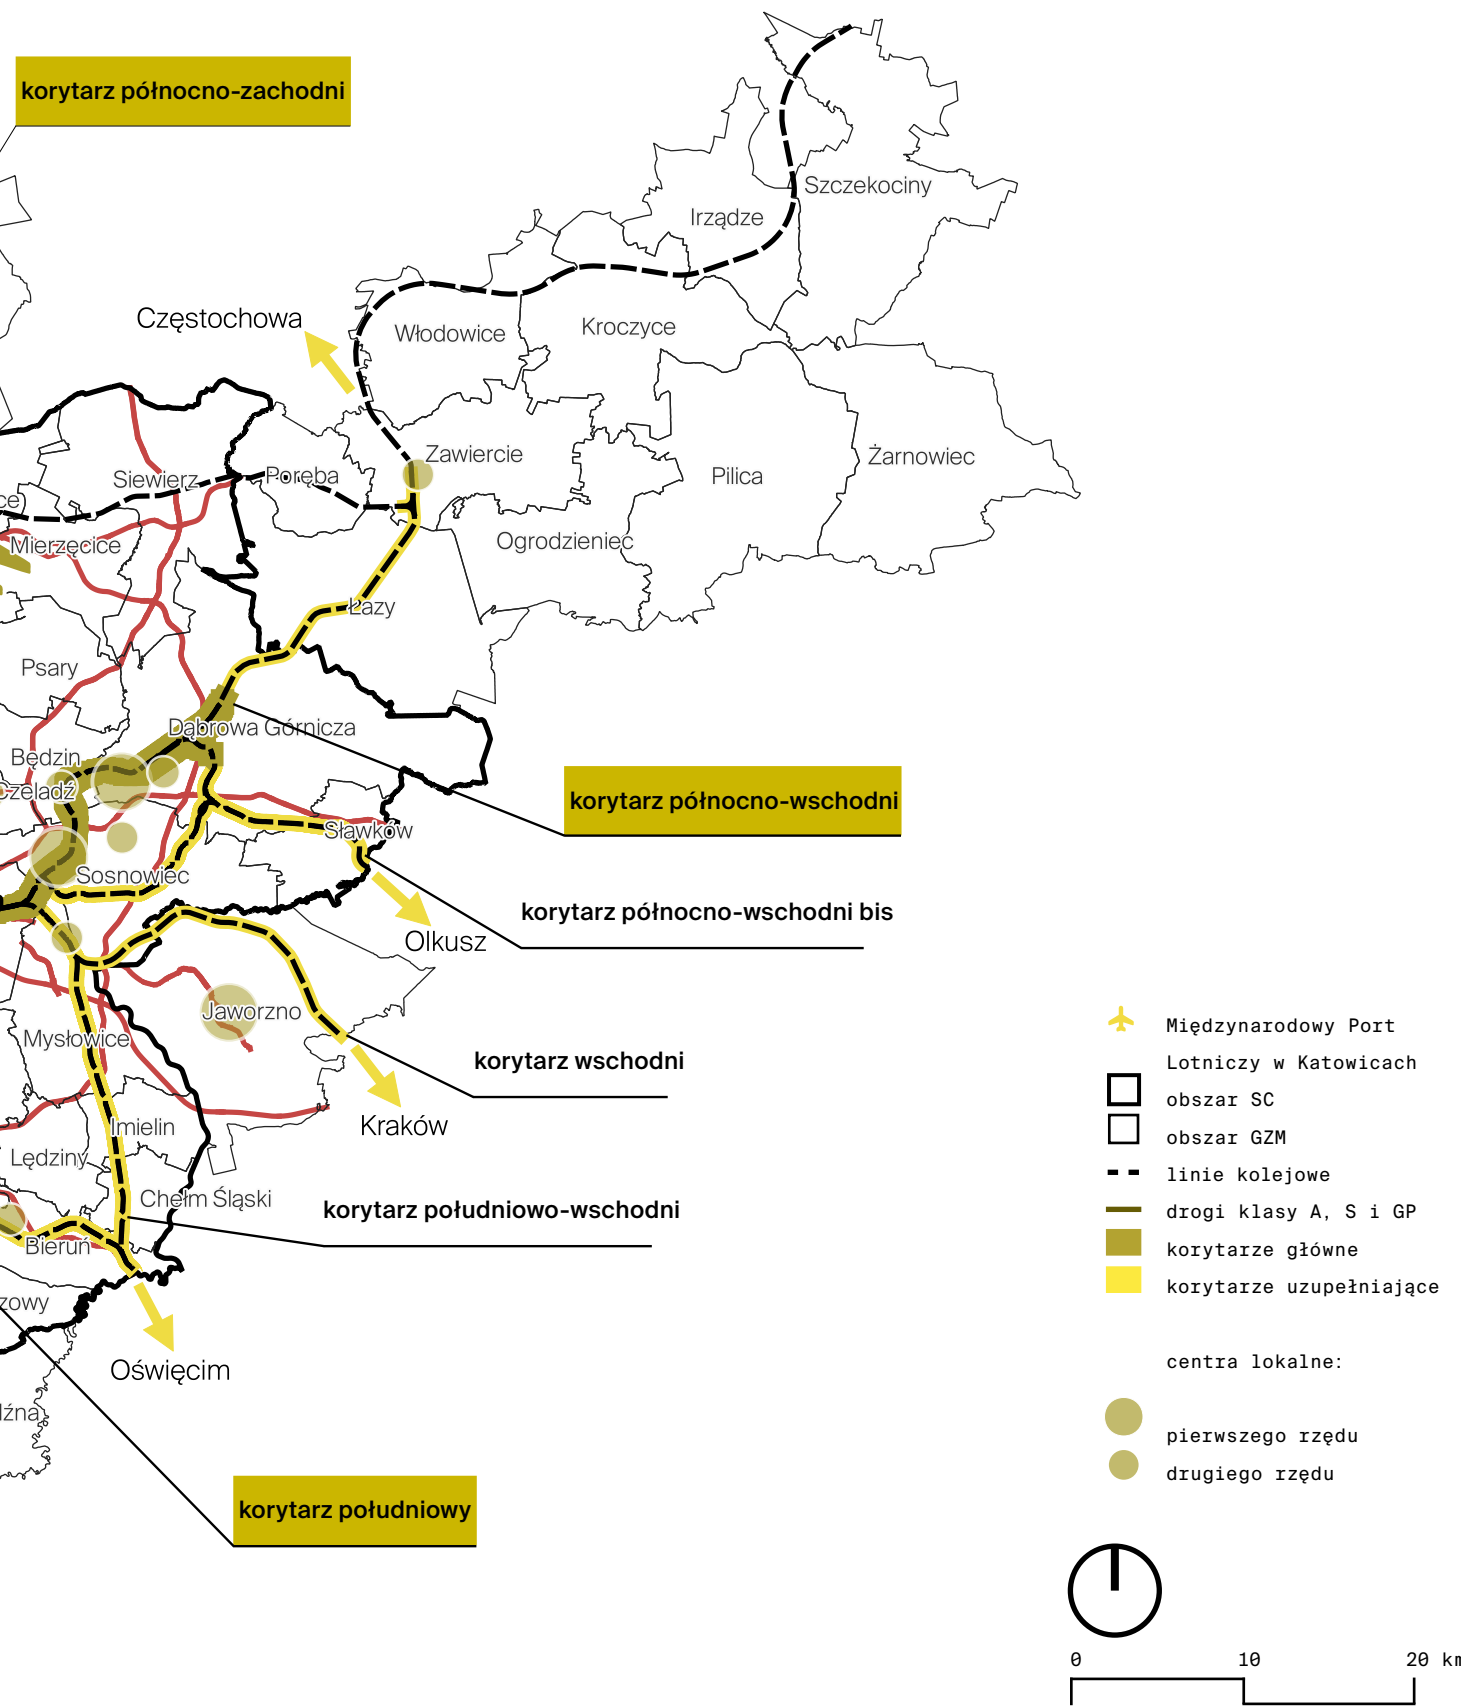 korytarz północno-zachodni
Szczekociny
Irządze
Częstochowa
Włodowice
Kroczyce
Zawiercie
Żarnowiec
Siewierz
Poręba
Pilica
ce
Mierzęcice
Ogrodzieniec
Łazy
Psary
Dąbrowa Górnicza
Będzin
Czeladź
korytarz północno-wschodni
Sławków
Sosnowiec
korytarz północno-wschodni bis
Olkusz
Jaworzno
Mysłowice
korytarz wschodni
Kraków
Imielin
Lędziny
Chełm Śląski
korytarz południowo-wschodni
Bieruń
zowy
Oświęcim
dźna
korytarz południowy
Międzynarodowy Port
Lotniczy w Katowicach
obszar SC
obszar GZM
linie kolejowe
drogi klasy A, S i GP
korytarze główne
korytarze uzupełniające
centra lokalne:
pierwszego rzędu
drugiego rzędu
0 10 20 km